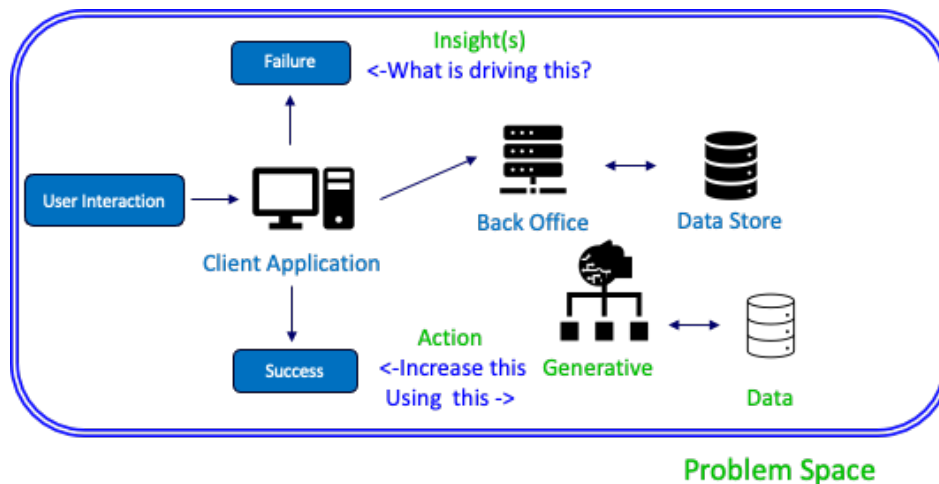 Insight(s)
Failure
<-What is driving this?
User Interaction
Client Application
Back Office
Data Store
Action
Success
<-Increase this
Using this ->
Generative
Data
Problem Space